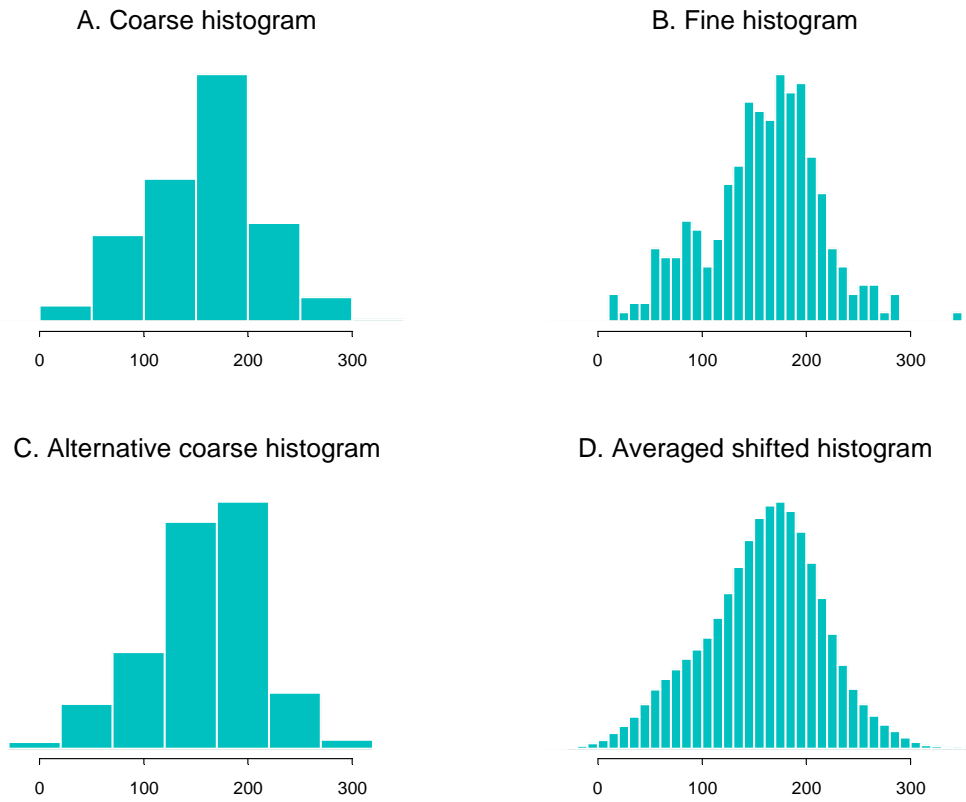 A. Coarse histogram
0 100 200 300
B. Fine histogram
0 100 200 300
C. Alternative coarse histogram
0 100 200 300
D. Averaged shifted histogram
0 100 200 300